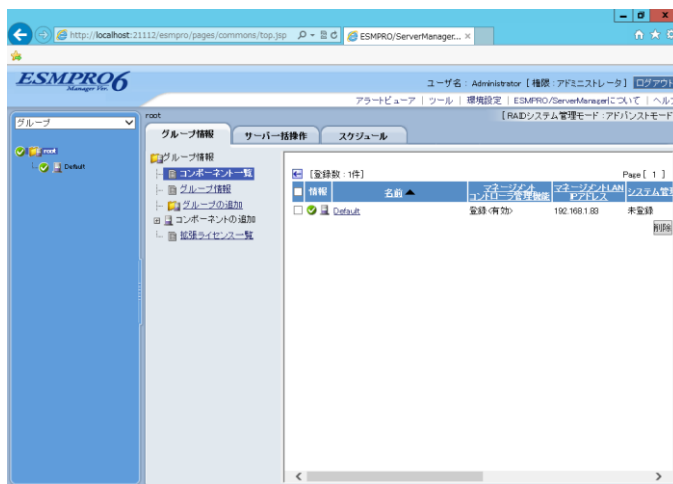 http://localhost:21112/esmpro/pages/commons/top.jsp
ESMPRO/ServerManager...
ESMPRO6
Manager Ver.
ユーザ名 : Administrator [ 権限 : アドミニストレータ ] ログアウト
アラートビューア | ツール | 環境設定 | ESMPRO/ServerManagerについて | ヘル
グループ
root
[ RAIDシステム管理モード : アドバンストモード
グループ情報 サーバー一括操作 スケジュール
root
Default
グループ情報
コンポーネント一覧
グループ情報
グループの追加
コンポーネントの追加
拡張ライセンス一覧
[登録数 : 1件]
Page [ 1 ]
情報 名前▲ マネージメントコントローラ管理機能 マネージメントLAN IPアドレス システム管理
Default 登録<有効> 192.168.1.83 未登録
削除